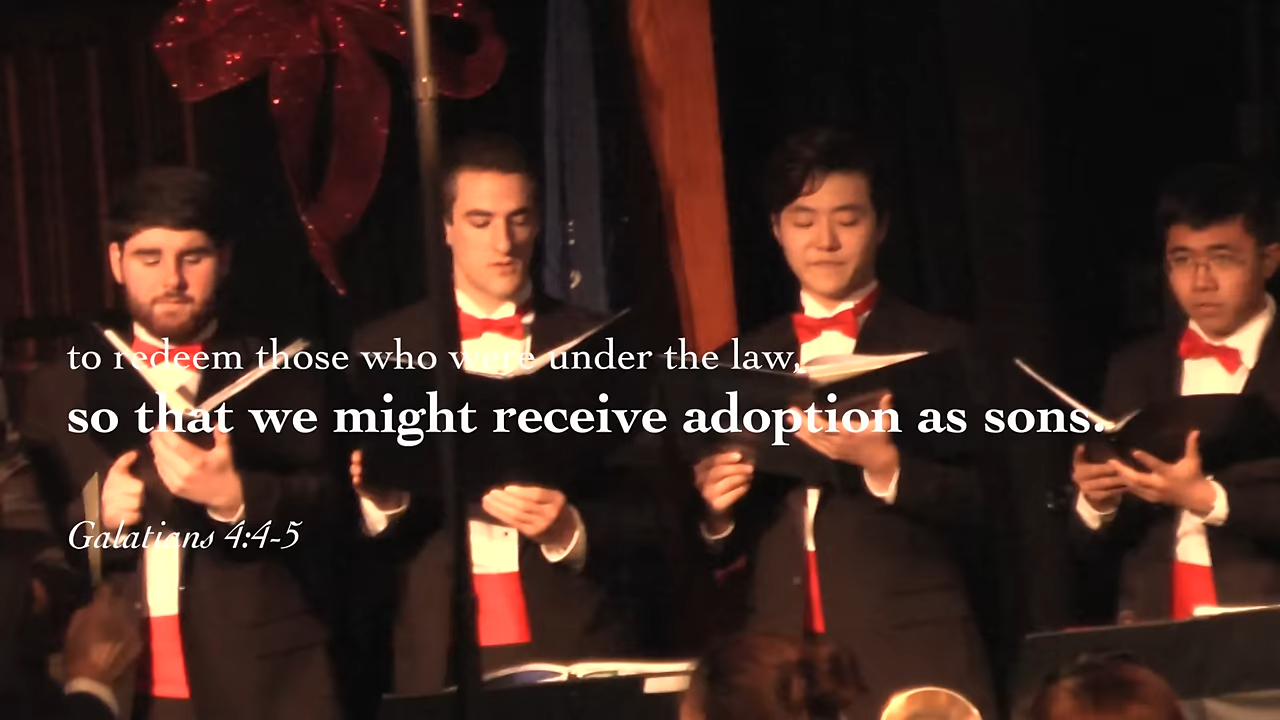 to redeem those who were under the law,
so that we might receive adoption as sons.
Galatians 4:4-5